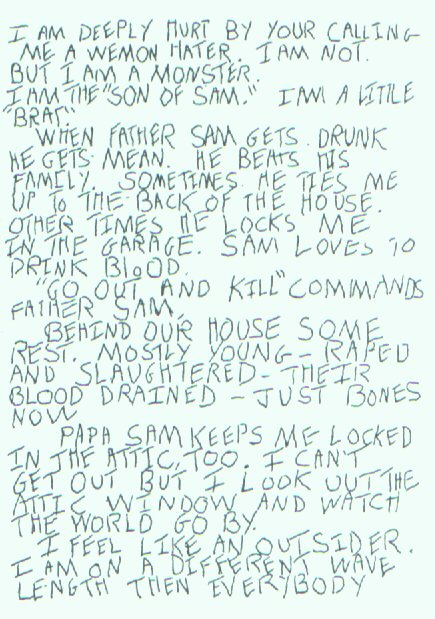 I AM DEEPLY HURT BY YOUR CALLING
ME A WEMON HATER. I AM NOT.
BUT I AM A MONSTER.
I AM THE "SON OF SAM." I AM A LITTLE
"BRAT."
WHEN FATHER SAM GETS DRUNK
HE GETS MEAN. HE BEATS HIS
FAMILY. SOMETIMES HE TIES ME
UP TO THE BACK OF THE HOUSE.
OTHER TIMES HE LOCKS ME
IN THE GARAGE. SAM LOVES TO
DRINK BLOOD.
"GO OUT AND KILL" COMMANDS
FATHER SAM.
BEHIND OUR HOUSE SOME
REST. MOSTLY YOUNG – RAPED
AND SLAUGHTERED – THEIR
BLOOD DRAINED – JUST BONES
NOW
PAPA SAM KEEPS ME LOCKED
IN THE ATTIC, TOO. I CAN'T
GET OUT BUT I LOOK OUT THE
ATTIC WINDOW AND WATCH
THE WORLD GO BY.
I FEEL LIKE AN OUTSIDER.
I AM ON A DIFFERENT WAVE
LENGTH THEN EVERYBODY